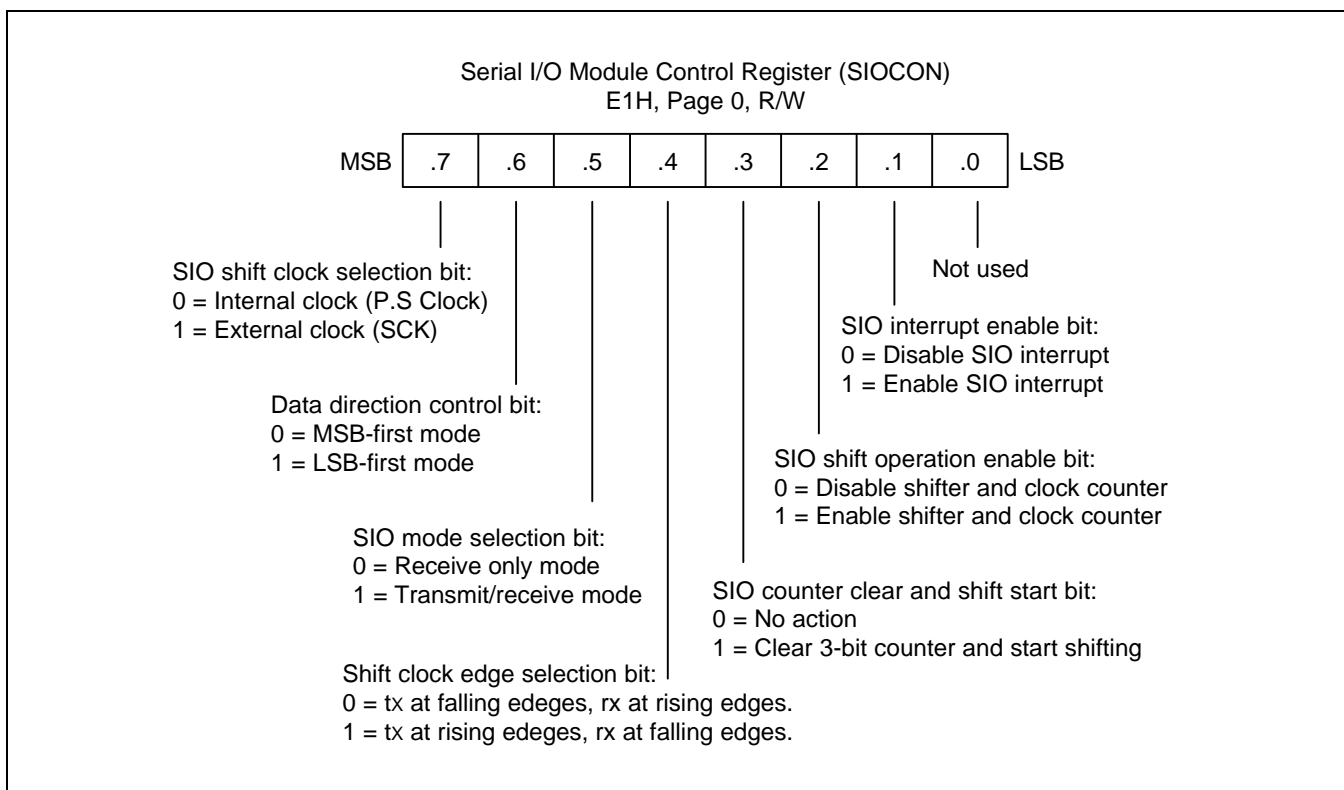 Serial I/O Module Control Register (SIOCON)
E1H, Page 0, R/W
MSB .7 .6 .5 .4 .3 .2 .1 .0 LSB
SIO shift clock selection bit:
0 = Internal clock (P.S Clock)
1 = External clock (SCK)
Data direction control bit:
0 = MSB-first mode
1 = LSB-first mode
SIO mode selection bit:
0 = Receive only mode
1 = Transmit/receive mode
Shift clock edge selection bit:
0 = tx at falling edeges, rx at rising edges.
1 = tx at rising edeges, rx at falling edges.
Not used
SIO interrupt enable bit:
0 = Disable SIO interrupt
1 = Enable SIO interrupt
SIO shift operation enable bit:
0 = Disable shifter and clock counter
1 = Enable shifter and clock counter
SIO counter clear and shift start bit:
0 = No action
1 = Clear 3-bit counter and start shifting